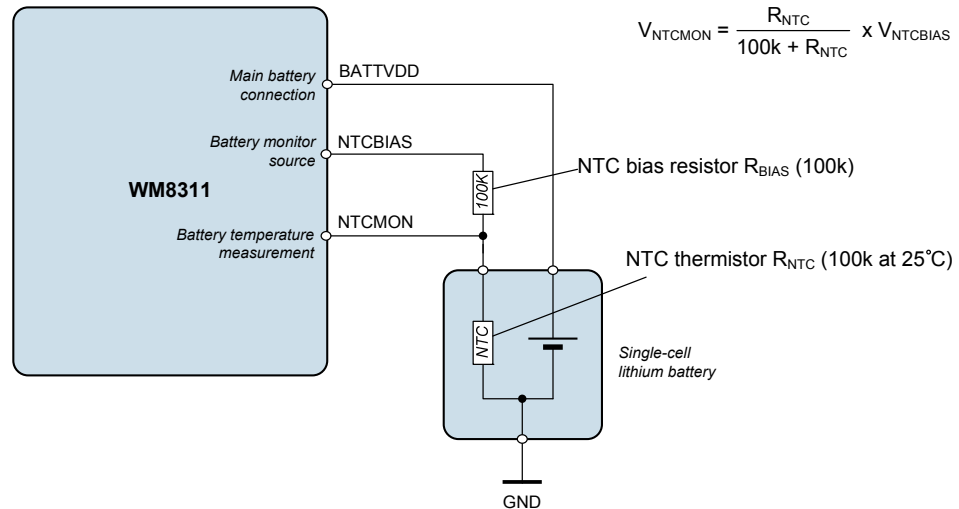 V_NTCMON = R_NTC / (100k + R_NTC) x V_NTCBIAS
Main battery
connection
BATTVDD
Battery monitor
source
NTCBIAS
WM8311
100K
NTC bias resistor R_BIAS (100k)
Battery temperature
measurement
NTCMON
NTC thermistor R_NTC (100k at 25°C)
NTC
Single-cell
lithium battery
GND